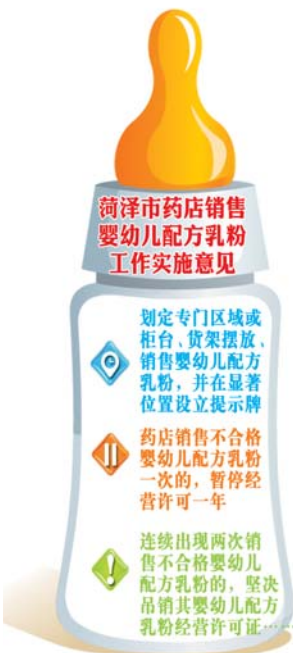 菏泽市药店销售
婴幼儿配方乳粉
工作实施意见
划定专门区域或
柜台、货架摆放、
销售婴幼儿配方
乳粉，并在显著
位置设立提示牌
药店销售不合格
婴幼儿配方乳粉
一次的，暂停经
营许可一年
连续出现两次销
售不合格婴幼儿
配方乳粉的，坚决
吊销其婴幼儿配方
乳粉经营许可证……